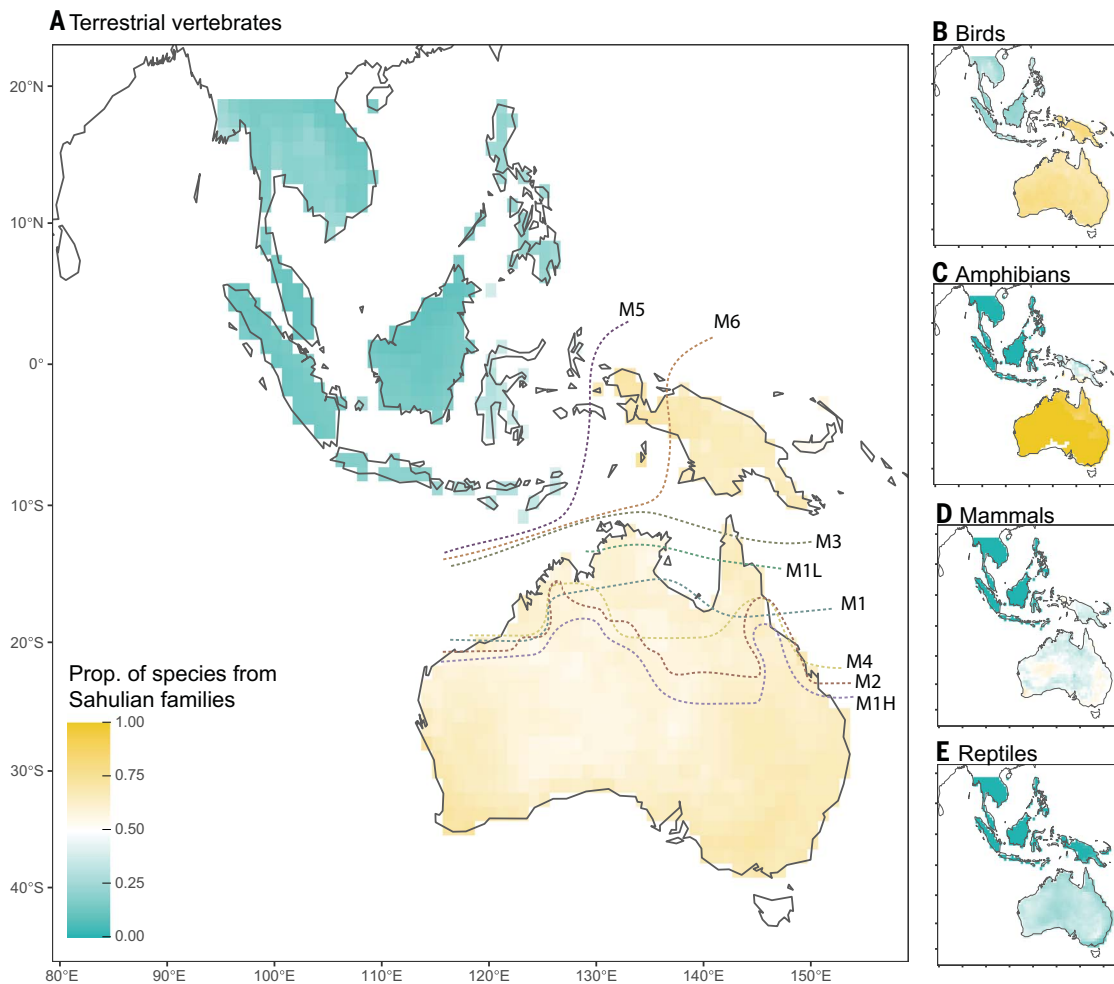 A Terrestrial vertebrates
B Birds
20°N
10°N
0°
10°S
20°S
30°S
40°S
M5
M6
M3
M1L
M1
M4
M2
M1H
Prop. of species from
Sahulian families
1.00
0.75
0.50
0.25
0.00
80°E 90°E 100°E 110°E 120°E 130°E 140°E 150°E
C Amphibians
D Mammals
E Reptiles